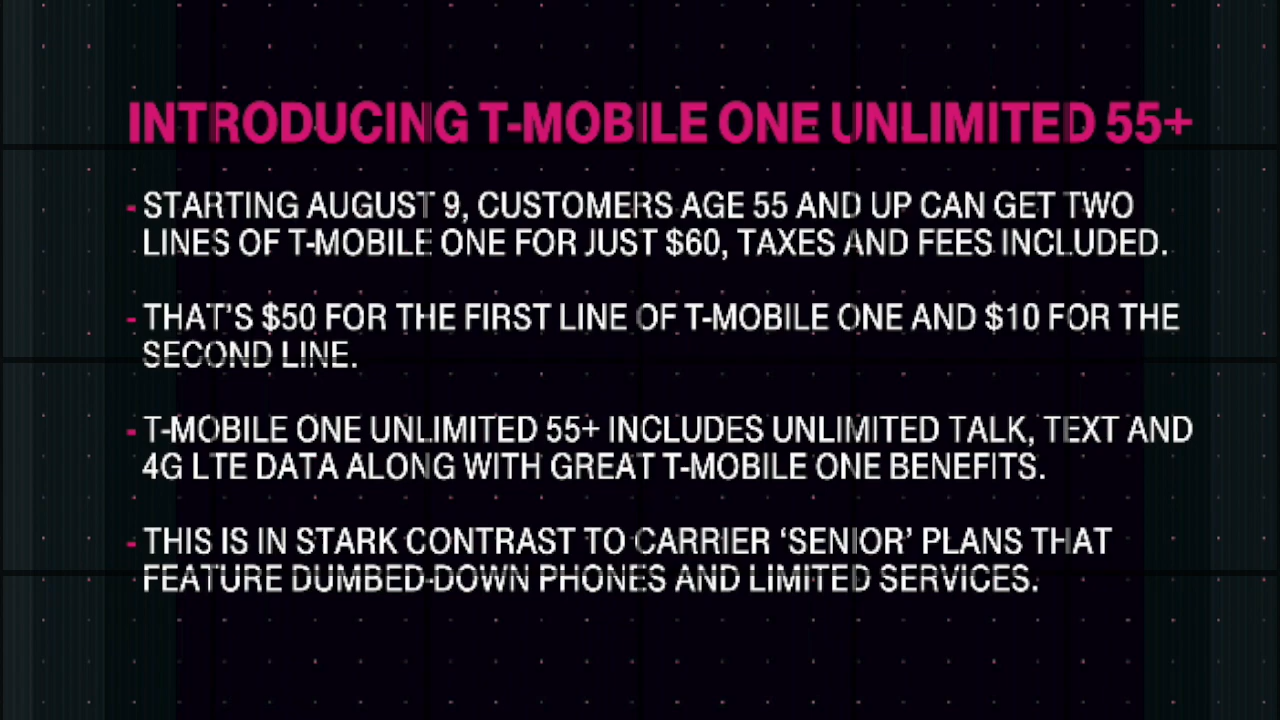 INTRODUCING T-MOBILE ONE UNLIMITED 55+
- STARTING AUGUST 9, CUSTOMERS AGE 55 AND UP CAN GET TWO
LINES OF T-MOBILE ONE FOR JUST $60, TAXES AND FEES INCLUDED.
- THAT'S $50 FOR THE FIRST LINE OF T-MOBILE ONE AND $10 FOR THE
SECOND LINE.
- T-MOBILE ONE UNLIMITED 55+ INCLUDES UNLIMITED TALK, TEXT AND
4G LTE DATA ALONG WITH GREAT T-MOBILE ONE BENEFITS.
- THIS IS IN STARK CONTRAST TO CARRIER ‘SENIOR’ PLANS THAT
FEATURE DUMBED-DOWN PHONES AND LIMITED SERVICES.